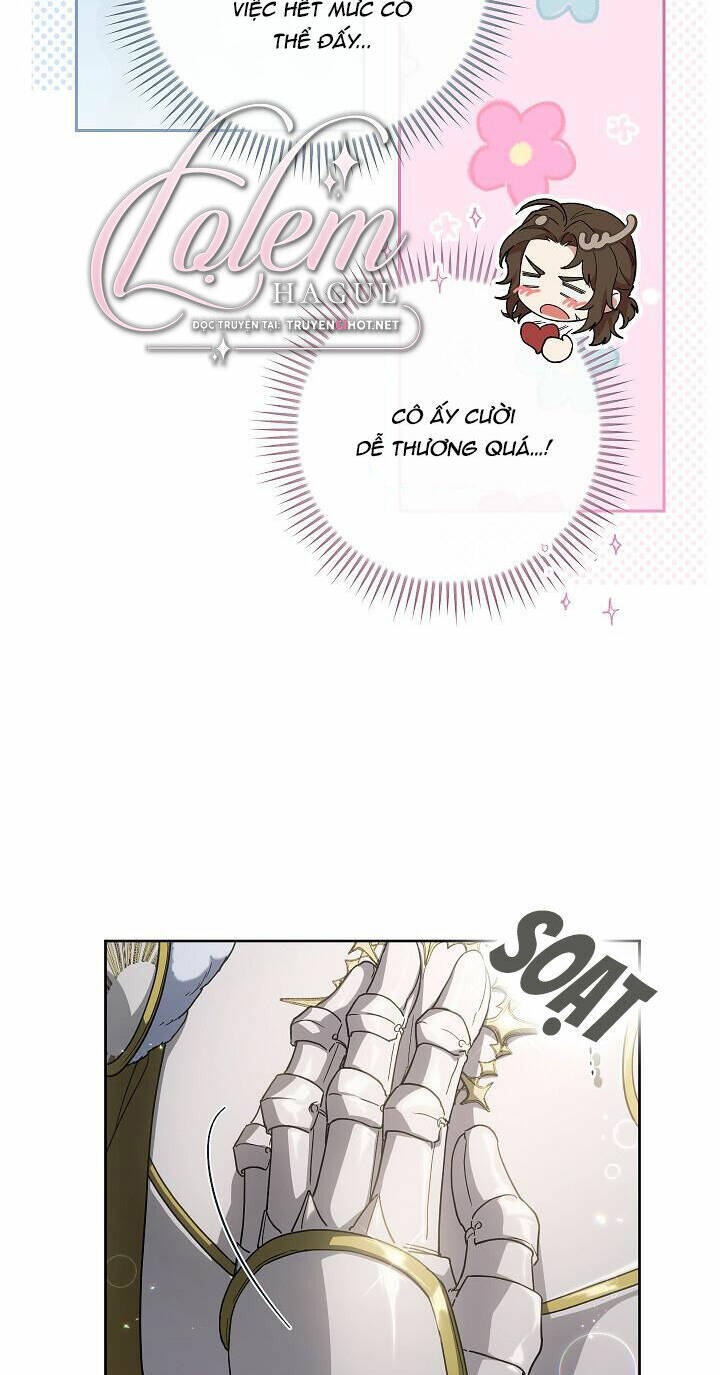 VIỆC HẾT MỨC CÓ
THỂ ĐẤY...
Lọlem
HAGUL
ĐỌC TRUYỆN TẠI: TRUYENGIHOT.NET
CÔ ẤY CƯỜI
DỄ THƯƠNG QUÁ...!
SOẠT